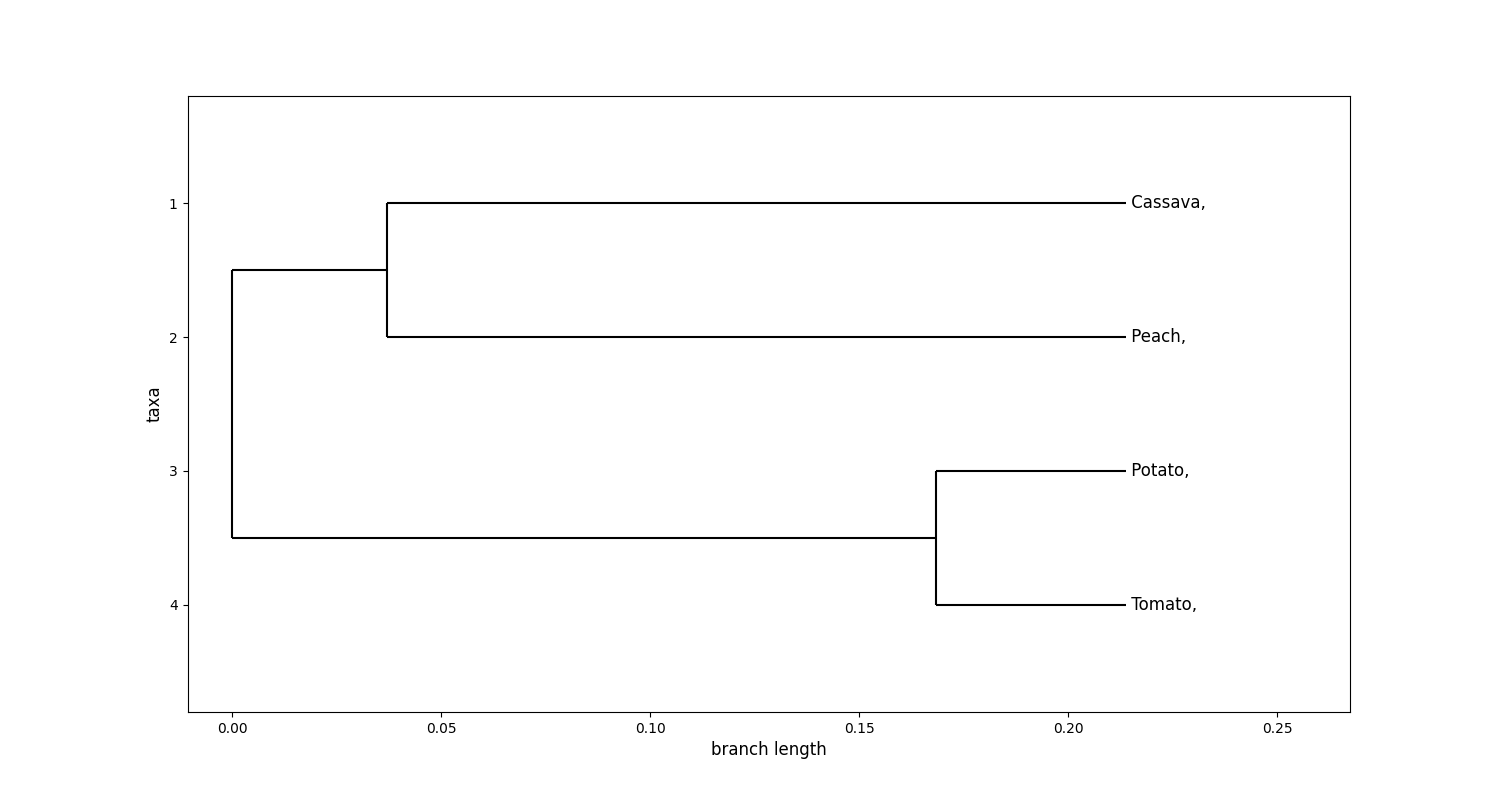 Cassava,
1
Peach,
2
taxa
Potato,
3
Tomato,
4
0.00 0.05 0.10 0.15 0.20 0.25
branch length